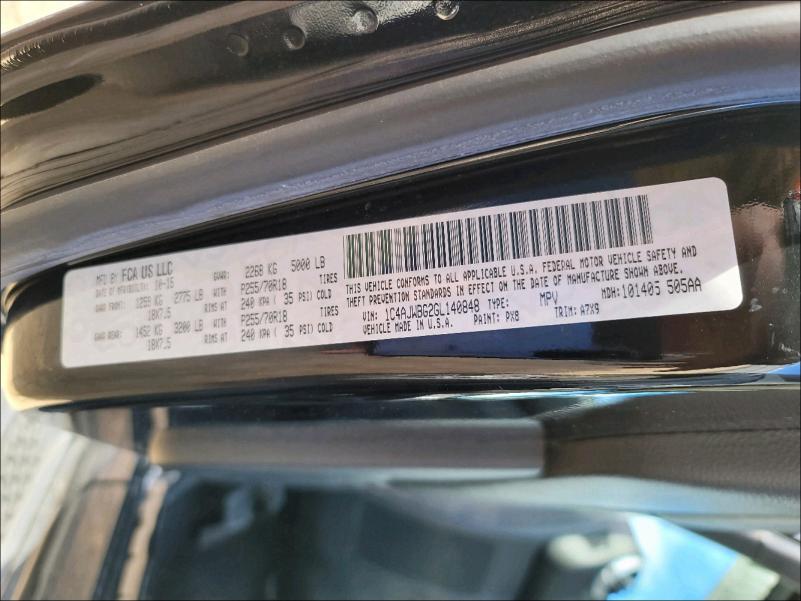 MFD BY FCA US LLC
DATE OF MFR: 10-15 GVWR: 2268 KG 5000 LB
GAWR FRONT: 1259 KG 2775 LB P255/70R18 TIRES
18X7.5 RIMS AT 240 KPA ( 35 PSI) COLD
GAWR REAR: 1452 KG 3200 LB RIMS WITH P255/70R18 TIRES
18X7.5 RIMS AT 240 KPA ( 35 PSI) COLD
THIS VEHICLE CONFORMS TO ALL APPLICABLE U.S.A. FEDERAL MOTOR VEHICLE SAFETY AND
THEFT PREVENTION STANDARDS IN EFFECT ON THE DATE OF MANUFACTURE SHOWN ABOVE.
VIN: 1C4AJWBG2GL140848 TYPE: MPV MDH: 101405 505AA
VEHICLE MADE IN U.S.A. PAINT: PX8 TRIM: A7X9